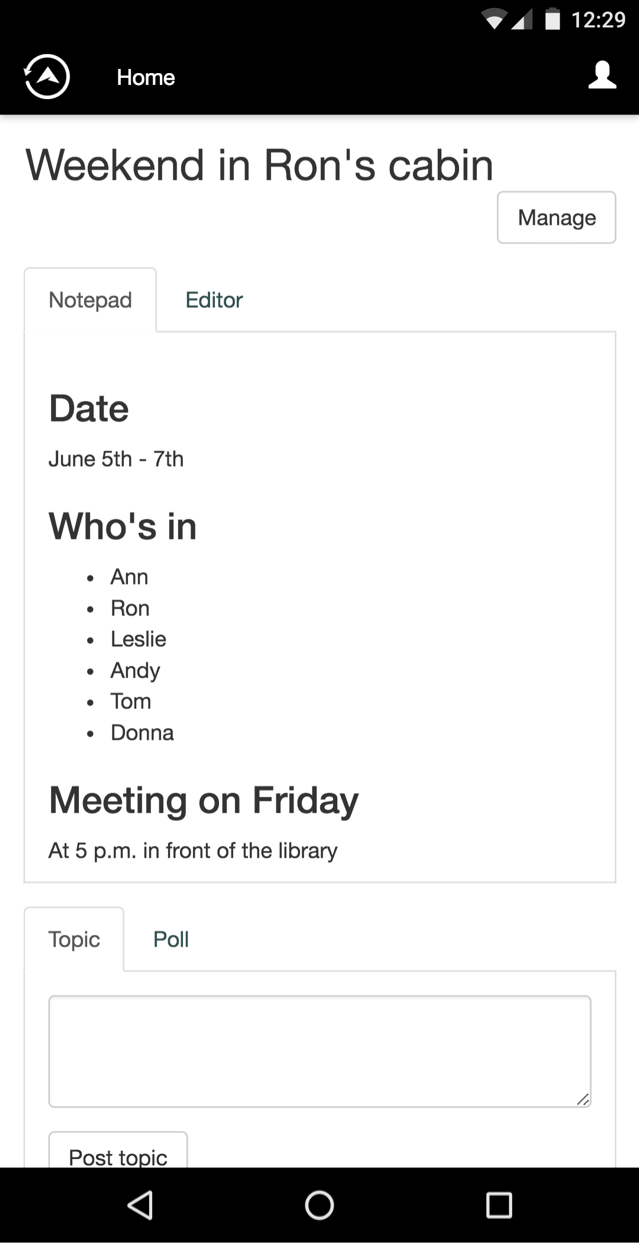 12:29
Home
Weekend in Ron's cabin
Manage
Notepad Editor
Date
June 5th - 7th
Who's in
• Ann
• Ron
• Leslie
• Andy
• Tom
• Donna
Meeting on Friday
At 5 p.m. in front of the library
Topic Poll
Post topic